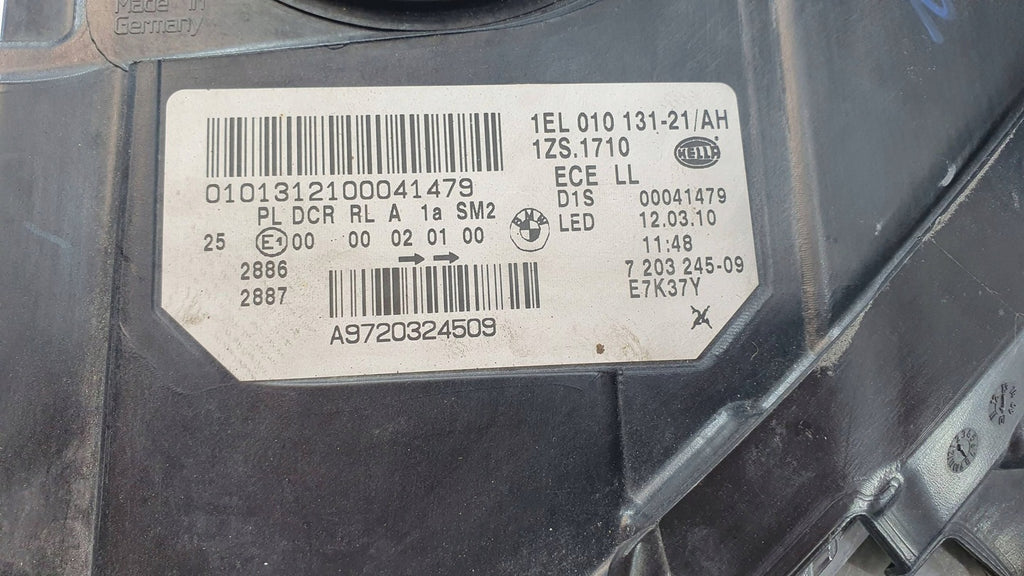 Made in
Germany
0101312100041479
PL DCR RL A 1a SM2
25 E1 00 00 02 01 00
2886
2887
A9720324509
1EL 010 131-21/AH
1ZS.1710
HELLA
ECE LL
D1S 00041479
BMW
LED 12.03.10
11:48
7 203 245-09
E7K37Y